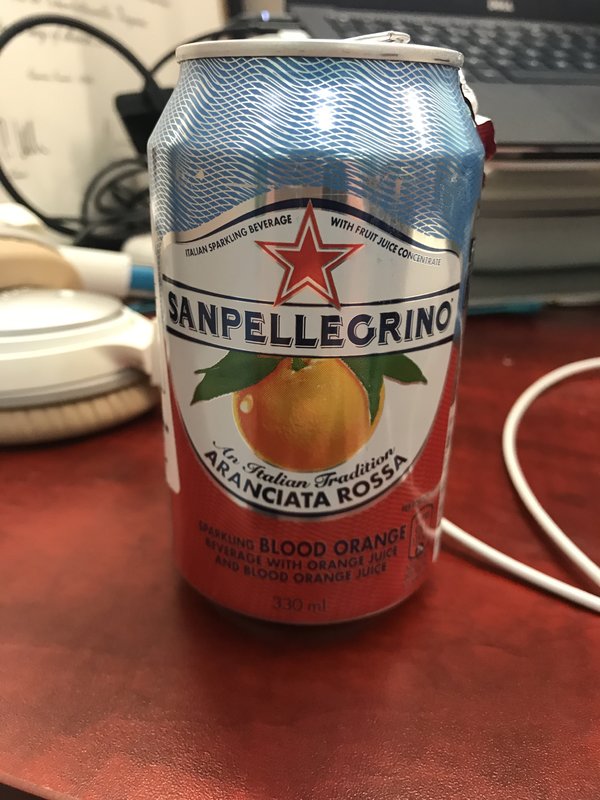 DELL
ITALIAN SPARKLING BEVERAGE WITH FRUIT JUICE CONCENTRATE
SANPELLEGRINO
An Italian Tradition
ARANCIATA ROSSA
SPARKLING BLOOD ORANGE
BEVERAGE WITH ORANGE JUICE
AND BLOOD ORANGE JUICE
330 ml